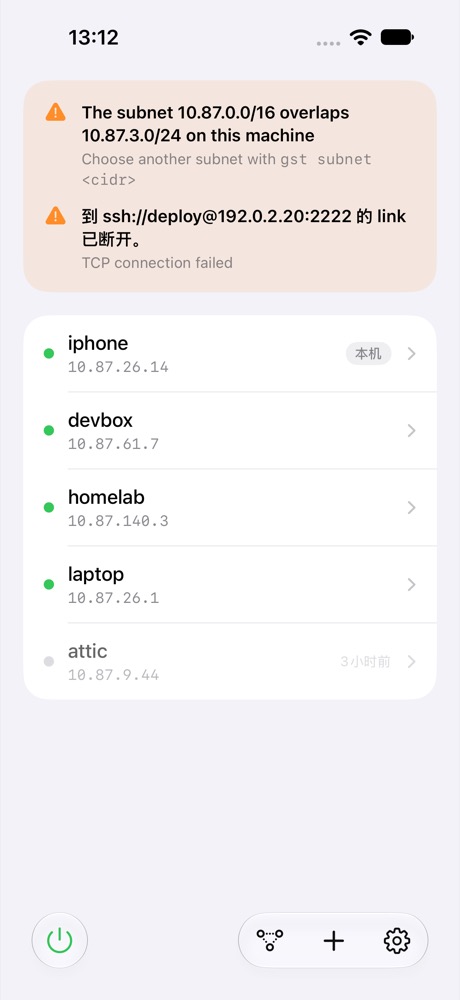 13:12
The subnet 10.87.0.0/16 overlaps
10.87.3.0/24 on this machine
Choose another subnet with gst subnet
<cidr>
到 ssh://deploy@192.0.2.20:2222 的 link
已断开。
TCP connection failed
iphone
本机
10.87.26.14
devbox
10.87.61.7
homelab
10.87.140.3
laptop
10.87.26.1
attic
3小时前
10.87.9.44